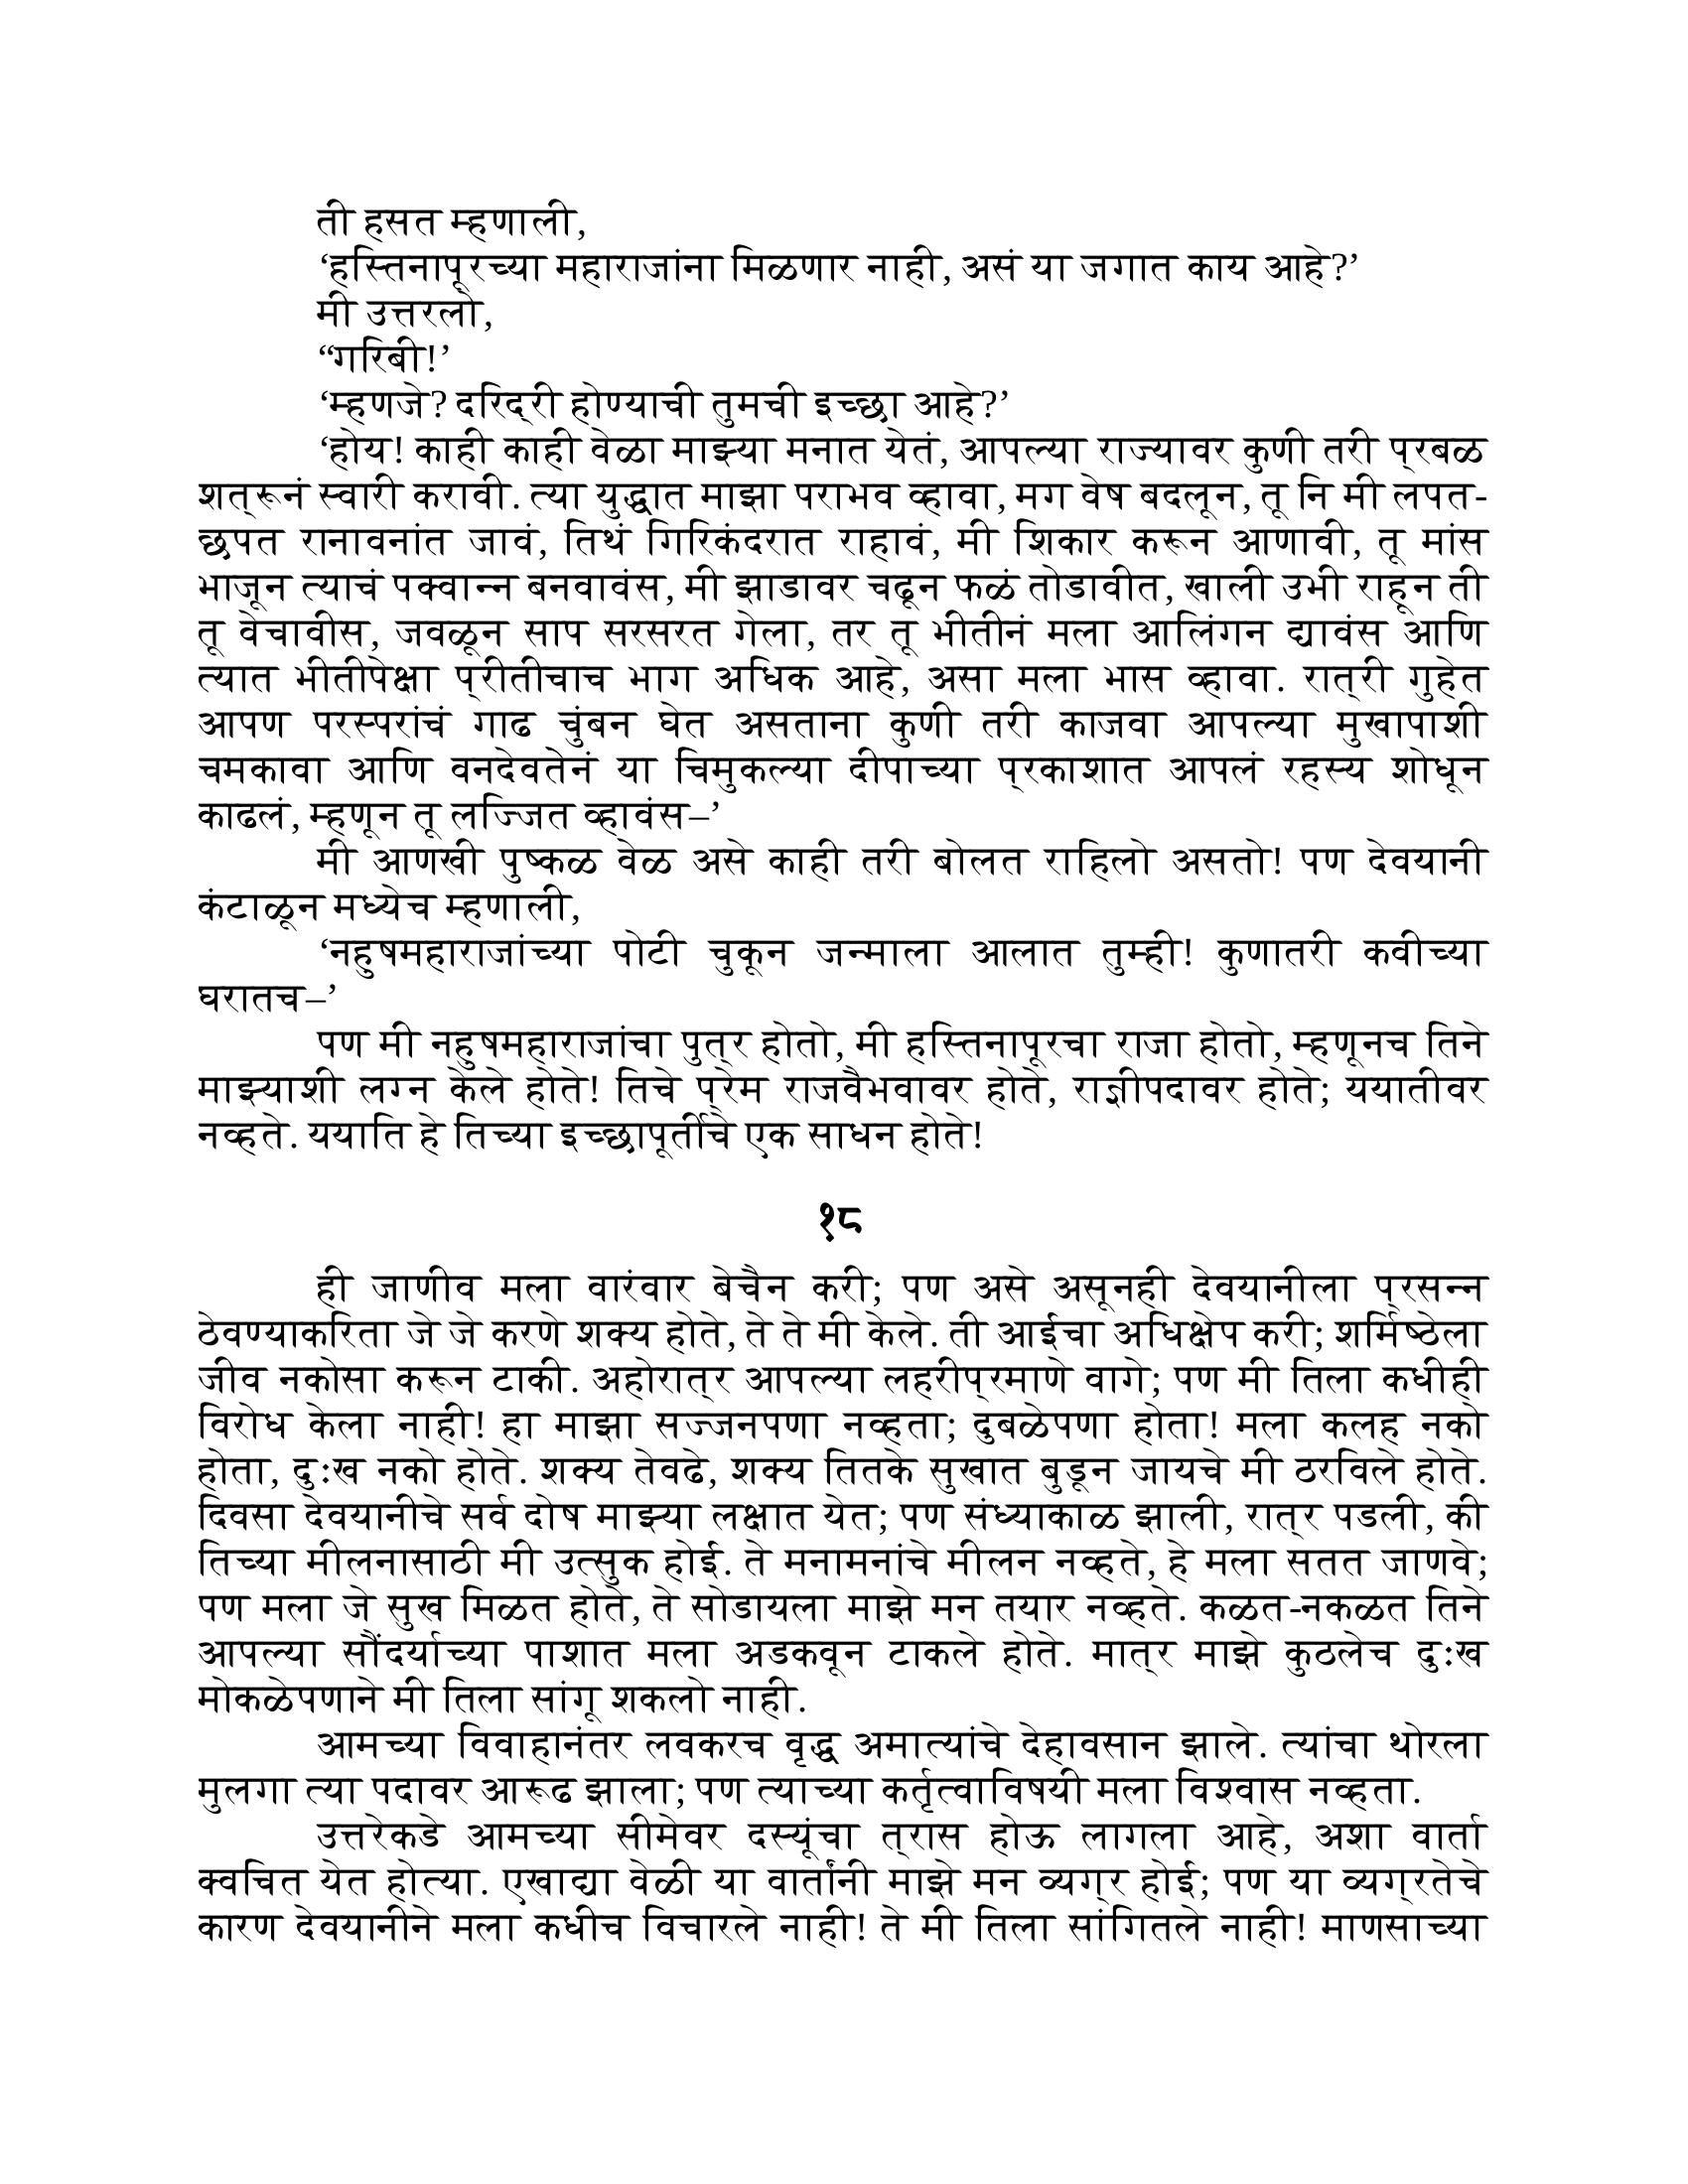 ती हसत म्हणाली,
‘हस्तिनापूरच्या महाराजांना मिळणार नाही, असं या जगात काय आहे?’
मी उत्तरलो,
“गरिबी!’
‘म्हणजे? दरिद्री होण्याची तुमची इच्छा आहे?’
‘होय! काही काही वेळा माझ्या मनात येतं, आपल्या राज्यावर कुणी तरी प्रबळ
शत्रूनं स्वारी करावी. त्या युद्धात माझा पराभव व्हावा, मग वेष बदलून, तू नि मी लपत-
छपत रानावनांत जावं, तिथं गिरिकंदरात राहावं, मी शिकार करून आणावी, तू मांस
भाजून त्याचं पक्वान्न बनवावंस, मी झाडावर चढून फळं तोडावीत, खाली उभी राहून ती
तू वेचावीस, जवळून साप सरसरत गेला, तर तू भीतीनं मला आलिंगन द्यावंस आणि
त्यात भीतीपेक्षा प्रीतीचाच भाग अधिक आहे, असा मला भास व्हावा. रात्री गुहेत
आपण परस्परांचं गाढ चुंबन घेत असताना कुणी तरी काजवा आपल्या मुखापाशी
चमकावा आणि वनदेवतेनं या चिमुकल्या दीपाच्या प्रकाशात आपलं रहस्य शोधून
काढलं, म्हणून तू लज्जित व्हावंस–’
मी आणखी पुष्कळ वेळ असे काही तरी बोलत राहिलो असतो! पण देवयानी
कंटाळून मध्येच म्हणाली,
‘नहुषमहाराजांच्या पोटी चुकून जन्माला आलात तुम्ही! कुणातरी कवीच्या
घरातच–’
पण मी नहुषमहाराजांचा पुत्र होतो, मी हस्तिनापूरचा राजा होतो, म्हणूनच तिने
माझ्याशी लग्न केले होते! तिचे प्रेम राजवैभवावर होते, राज्ञीपदावर होते; ययातीवर
नव्हते. ययाति हे तिच्या इच्छापूर्तीचे एक साधन होते!
१८
ही जाणीव मला वारंवार बेचैन करी; पण असे असूनही देवयानीला प्रसन्न
ठेवण्याकरिता जे जे करणे शक्य होते, ते ते मी केले. ती आईचा अधिक्षेप करी; शर्मिष्ठेला
जीव नकोसा करून टाकी. अहोरात्र आपल्या लहरीप्रमाणे वागे; पण मी तिला कधीही
विरोध केला नाही! हा माझा सज्जनपणा नव्हता; दुबळेपणा होता! मला कलह नको
होता, दुःख नको होते. शक्य तेवढे, शक्य तितके सुखात बुडून जायचे मी ठरविले होते.
दिवसा देवयानीचे सर्व दोष माझ्या लक्षात येत; पण संध्याकाळ झाली, रात्र पडली, की
तिच्या मीलनासाठी मी उत्सुक होई. ते मनामनांचे मीलन नव्हते, हे मला सतत जाणवे;
पण मला जे सुख मिळत होते, ते सोडायला माझे मन तयार नव्हते. कळत-नकळत तिने
आपल्या सौंदर्याच्या पाशात मला अडकवून टाकले होते. मात्र माझे कुठलेच दुःख
मोकळेपणाने मी तिला सांगू शकलो नाही.
आमच्या विवाहानंतर लवकरच वृद्ध अमात्यांचे देहावसान झाले. त्यांचा थोरला
मुलगा त्या पदावर आरूढ झाला; पण त्याच्या कर्तृत्वाविषयी मला विश्वास नव्हता.
उत्तरेकडे आमच्या सीमेवर दस्यूंचा त्रास होऊ लागला आहे, अशा वार्ता
क्वचित येत होत्या. एखाद्या वेळी या वार्तांनी माझे मन व्यग्र होई; पण या व्यग्रतेचे
कारण देवयानीने मला कधीच विचारले नाही! ते मी तिला सांगितले नाही! माणसाच्या